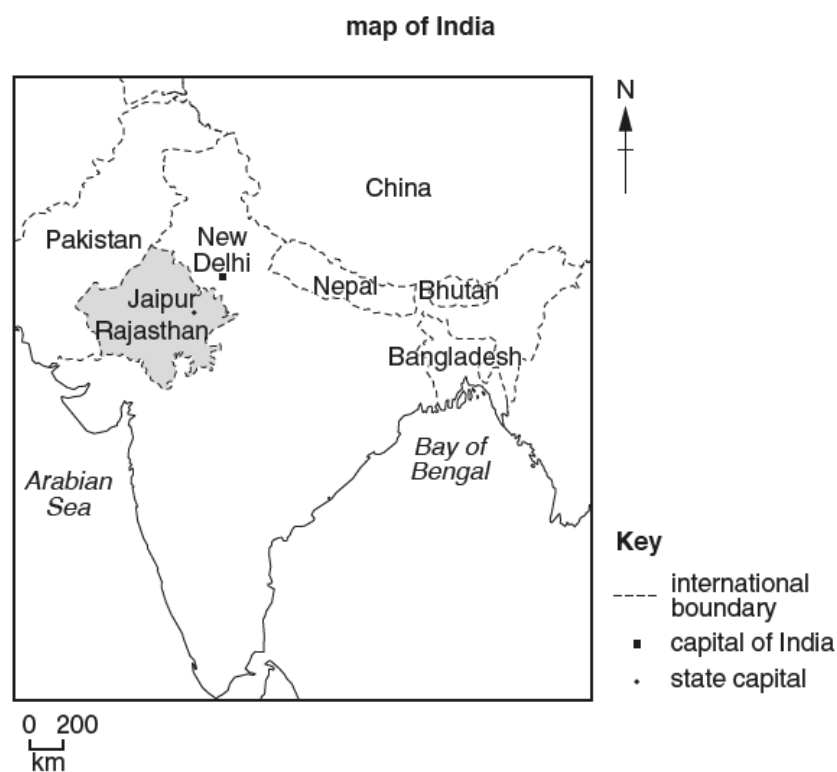 map of India
N
China
Pakistan
New
Delhi
Nepal
Bhutan
Jaipur
Rajasthan
Bangladesh
Bay of
Bengal
Arabian
Sea
Key
international
boundary
capital of India
state capital
0 200
km